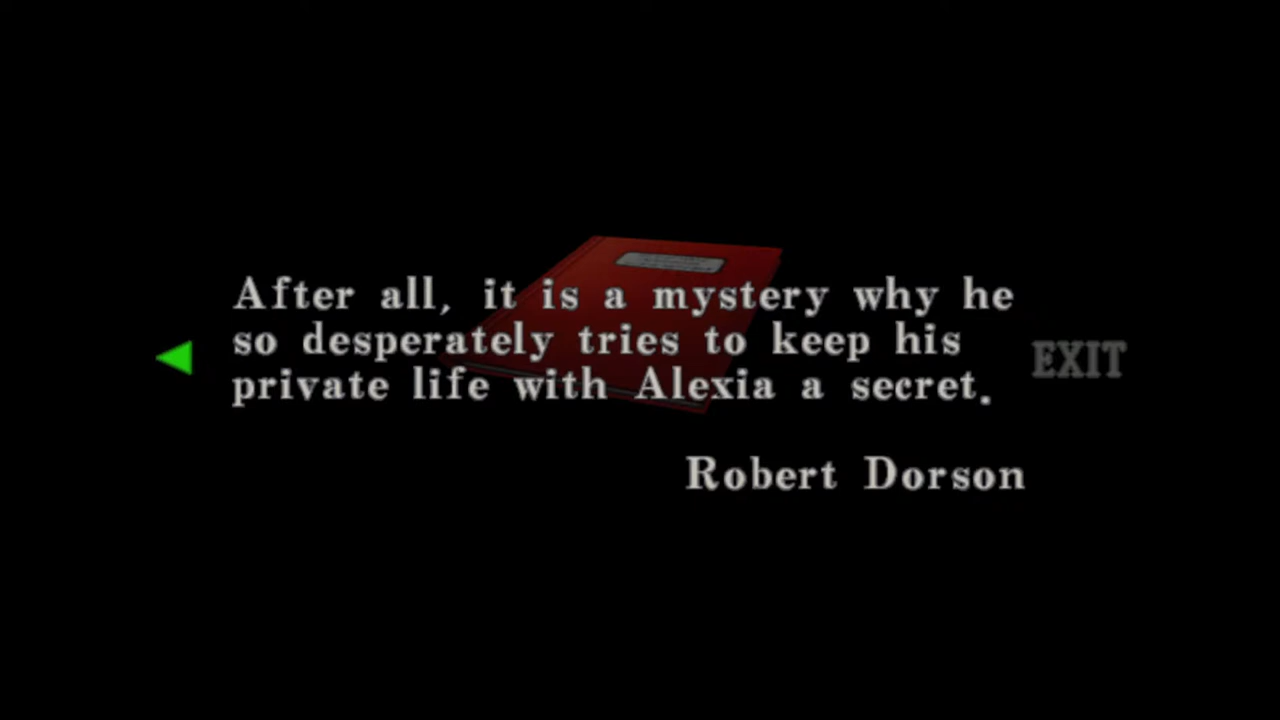 After all, it is a mystery why he
so desperately tries to keep his
private life with Alexia a secret.
EXIT
Robert Dorson